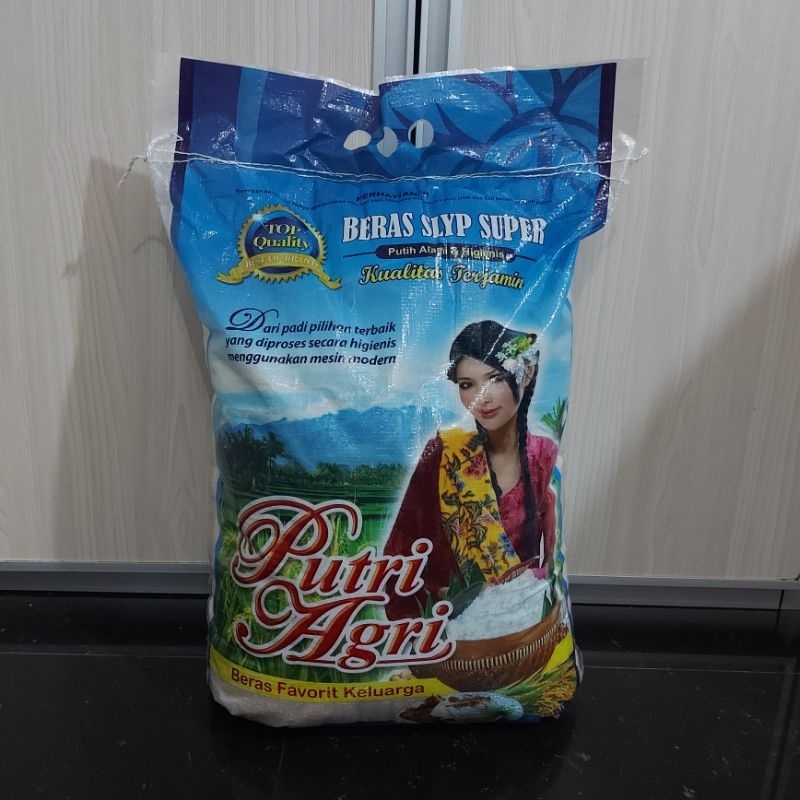 BERAS SLYP SUPER
Putih Alami & Higienis
Kualitas Terjamin
TOP
Quality
BEST OF BRAND
Dari padi pilihan terbaik
yang diproses secara higienis
menggunakan mesin modern
Putri
Agri
Beras Favorit Keluarga